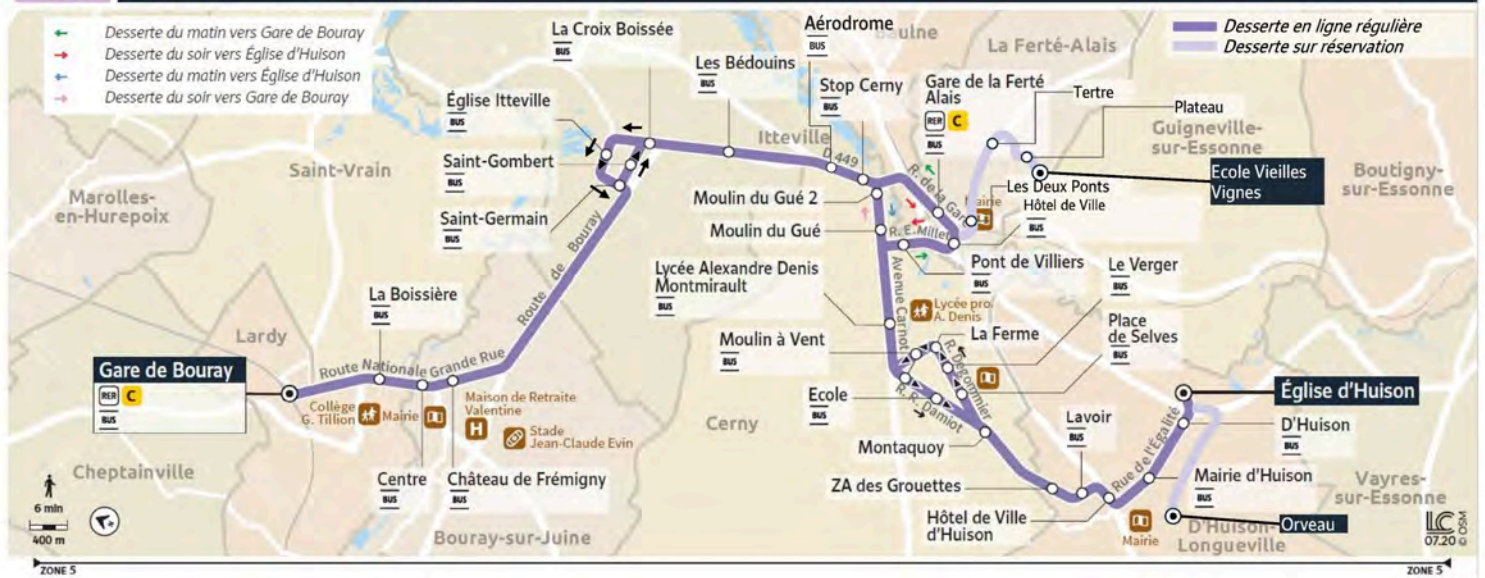 Desserte du matin vers Gare de Bouray
Desserte du soir vers Église d'Huison
Desserte du matin vers Église d'Huison
Desserte du soir vers Gare de Bouray
Desserte en ligne régulière
Desserte sur réservation
La Croix Boissée
BUS
Aérodrome
BUS
Baulne
La Ferté-Alais
Les Bédouins
BUS
Stop Cerny
BUS
Gare de la Ferté
Alais
RER C
BUS
Tertre
Plateau
Guigneville-
sur-Essonne
Église Itteville
BUS
Itteville
D 449
Saint-Vrain
Saint-Gombert
BUS
Marolles-
en-Hurepoix
Ecole Vieilles
Vignes
Boutigny-
sur-Essonne
R. de la Gare
Mairie
Les Deux Ponts
Hôtel de Ville
BUS
Moulin du Gué 2
Saint-Germain
BUS
Moulin du Gué
R. E. Millet
Route de Bouray
Pont de Villiers
BUS
Le Verger
BUS
Lycée Alexandre Denis
Montmirault
BUS
Avenue Carnot
Lycée pro.
A. Denis
La Boissière
BUS
Place
de Selves
BUS
Lardy
Moulin à Vent
BUS
La Ferme
R. Degommier
Gare de Bouray
RER C
BUS
Route Nationale
Grande Rue
Ecole
BUS
R. R. Damiot
Église d'Huison
Collège
G. Tillion
Mairie
Maison de Retraite
Valentine
H
Stade
Jean-Claude Evin
Cerny
Lavoir
BUS
D'Huison
BUS
Montaquoy
Rue de l'Égalité
Cheptainville
Centre
BUS
Château de Frémigny
BUS
ZA des Grouettes
Mairie d'Huison
BUS
Vayres-
sur-Essonne
6 min
400 m
Hôtel de Ville
d'Huison
Mairie
Orveau
D'Huison-
Longueville
Bouray-sur-Juine
LC
07.20
© OSM
ZONE 5
ZONE 5